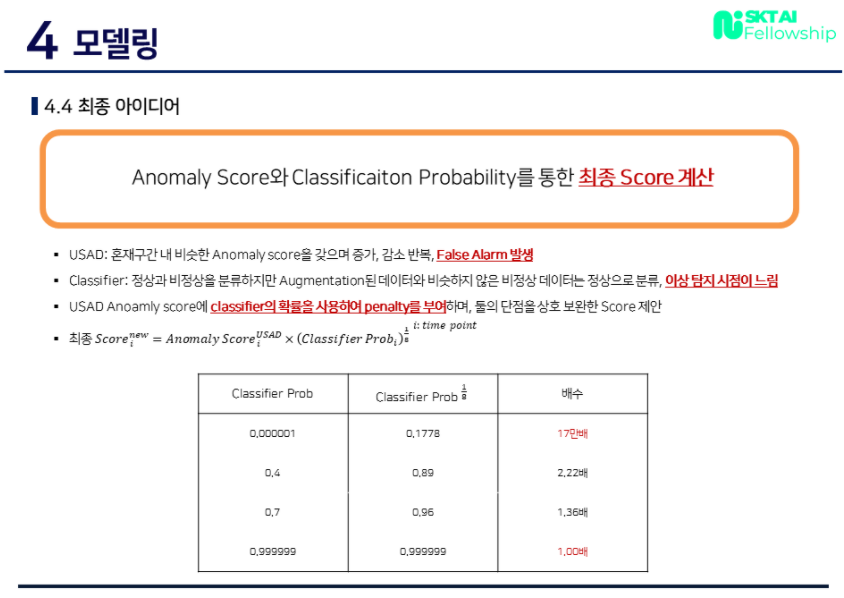 4 모델링
SKT AI
Fellowship
4.4 최종 아이디어
Anomaly Score와 Classificaiton Probability를 통한 최종 Score 계산
▪ USAD: 혼재구간 내 비슷한 Anomaly score을 갖으며 증가, 감소 반복, False Alarm 발생
▪ Classifier: 정상과 비정상을 분류하지만 Augmentation된 데이터와 비슷하지 않은 비정상 데이터는 정상으로 분류, 이상 탐지 시점이 느림
▪ USAD Anoamly score에 classifier의 확률을 사용하여 penalty를 부여하며, 둘의 단점을 상호 보완한 Score 제안
▪ 최종 Score_i^new = Anomaly Score_i^USAD × (Classifier Prob_i)^(1/8) i: time point
Classifier Prob Classifier Prob^(1/8) 배수
0.000001 0.1778 17만배
0.4 0.89 2.22배
0.7 0.96 1.36배
0.999999 0.999999 1.00배